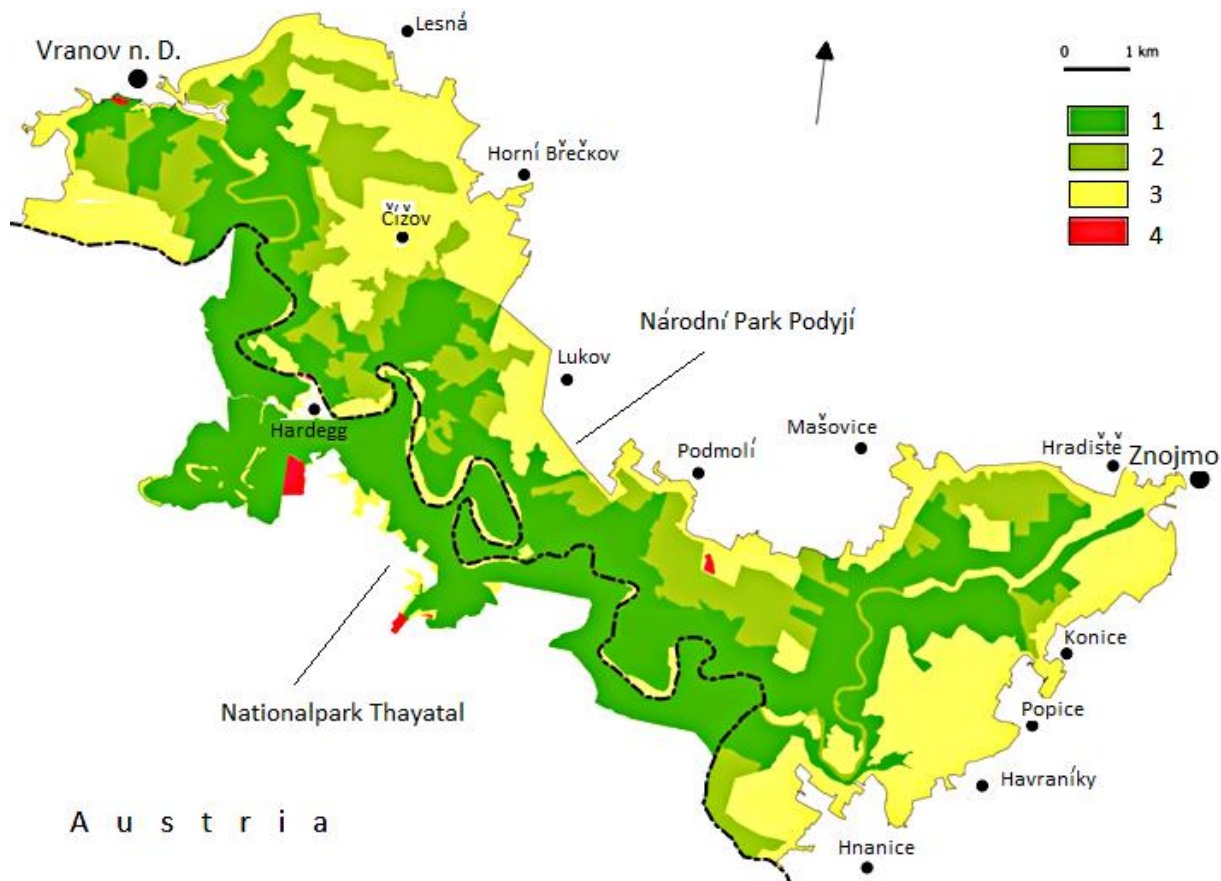 Lesná
Vranov n. D.
0 1 km
1
2
Horní Břečkov
3
Čížov
4
Národní Park Podyjí
Lukov
Mašovice
Hradiště
Podmolí
Znojmo
Hardegg
Konice
Nationalpark Thayatal
Popice
Havraníky
A u s t r i a
Hnanice